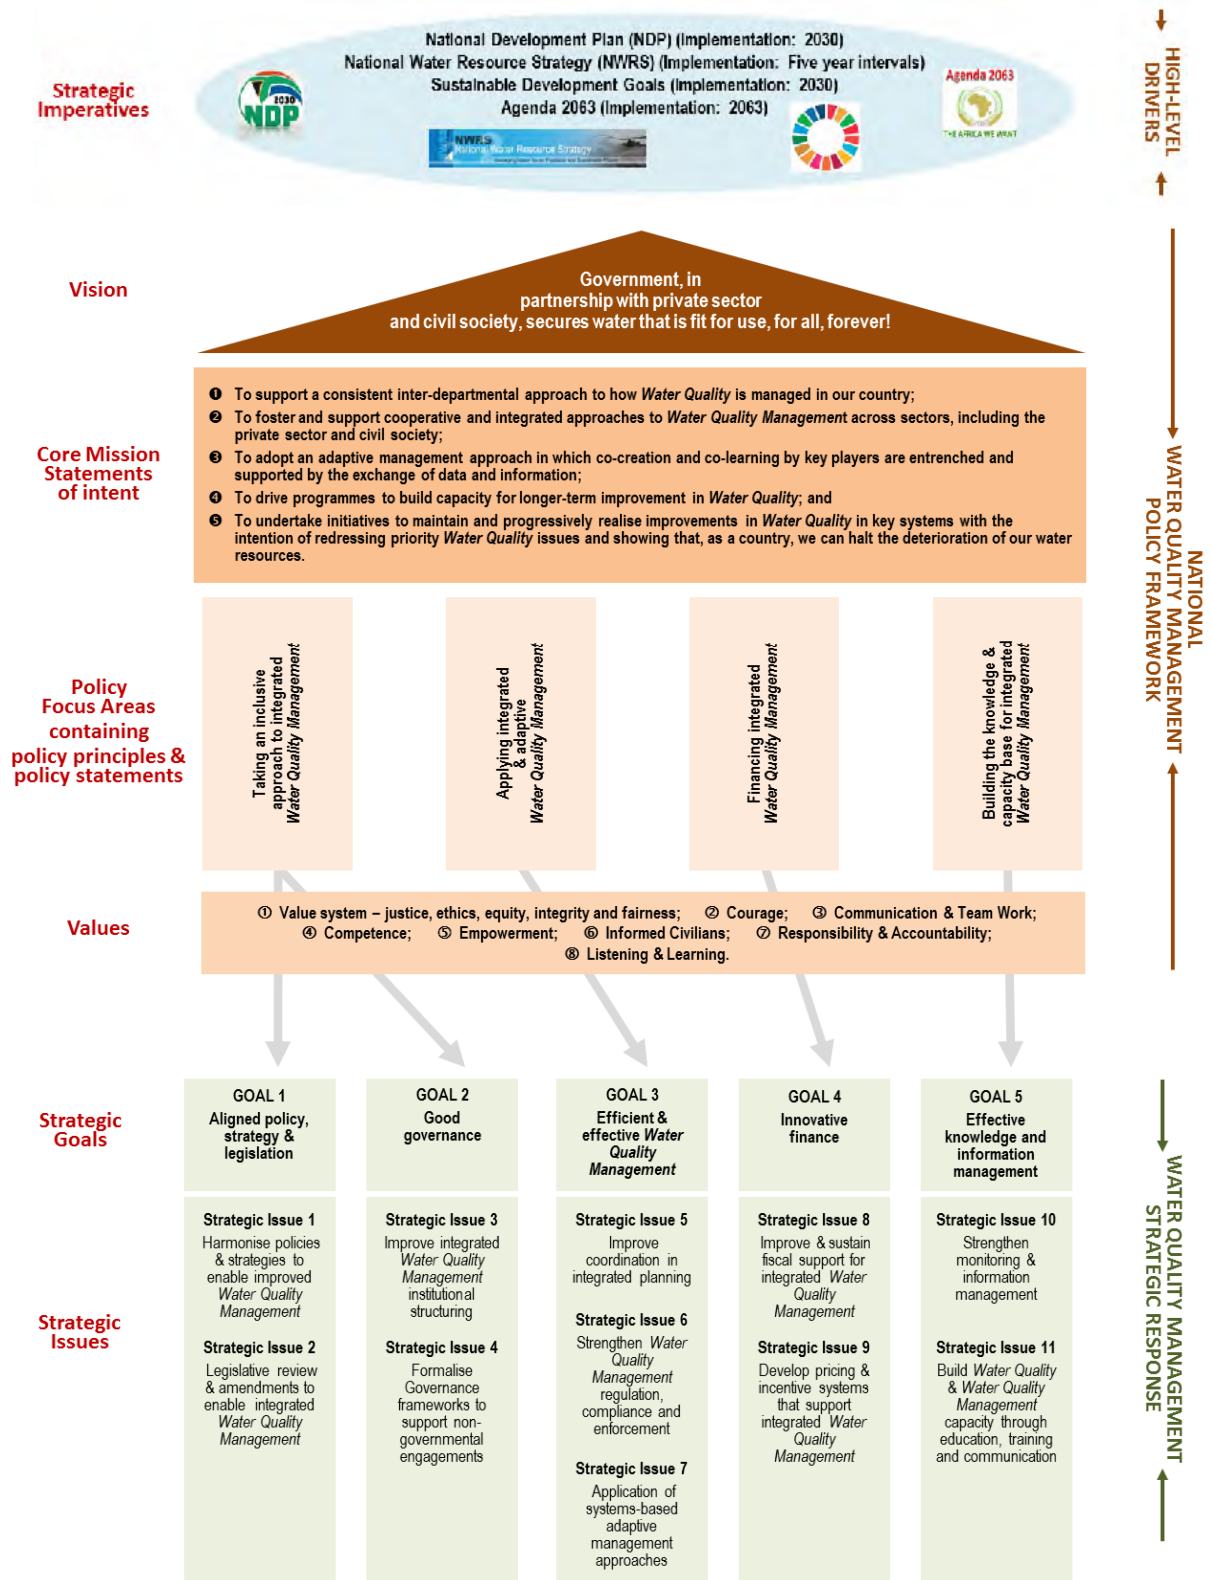 National Development Plan (NDP) (Implementation: 2030)
National Water Resource Strategy (NWRS) (Implementation: Five year intervals)
Sustainable Development Goals (Implementation: 2030)
Agenda 2063 (Implementation: 2063)
Strategic
Imperatives
2030
NDP
NWRS
National Water Resource Strategy
Agenda 2063
THE AFRICA WE WANT
HIGH-LEVEL
DRIVERS
Vision
Government, in
partnership with private sector
and civil society, secures water that is fit for use, for all, forever!
Core Mission
Statements
of intent
❶ To support a consistent inter-departmental approach to how Water Quality is managed in our country;
❷ To foster and support cooperative and integrated approaches to Water Quality Management across sectors, including the
private sector and civil society;
❸ To adopt an adaptive management approach in which co-creation and co-learning by key players are entrenched and
supported by the exchange of data and information;
❹ To drive programmes to build capacity for longer-term improvement in Water Quality; and
❺ To undertake initiatives to maintain and progressively realise improvements in Water Quality in key systems with the
intention of redressing priority Water Quality issues and showing that, as a country, we can halt the deterioration of our water
resources.
NATIONAL
WATER QUALITY MANAGEMENT
POLICY FRAMEWORK
Policy
Focus Areas
containing
policy principles &
policy statements
Taking an inclusive
approach to integrated
Water Quality Management
Applying integrated
& adaptive
Water Quality Management
Financing integrated
Water Quality Management
Building the knowledge &
capacity base for integrated
Water Quality Management
Values
① Value system – justice, ethics, equity, integrity and fairness; ② Courage; ③ Communication & Team Work;
④ Competence; ⑤ Empowerment; ⑥ Informed Civilians; ⑦ Responsibility & Accountability;
⑧ Listening & Learning.
Strategic
Goals
GOAL 1
Aligned policy,
strategy &
legislation
GOAL 2
Good
governance
GOAL 3
Efficient &
effective Water
Quality
Management
GOAL 4
Innovative
finance
GOAL 5
Effective
knowledge and
information
management
WATER QUALITY MANAGEMENT
STRATEGIC RESPONSE
Strategic
Issues
Strategic Issue 1
Harmonise policies
& strategies to
enable improved
Water Quality
Management
Strategic Issue 2
Legislative review
& amendments to
enable integrated
Water Quality
Management
Strategic Issue 3
Improve integrated
Water Quality
Management
institutional
structuring
Strategic Issue 4
Formalise
Governance
frameworks to
support non-
governmental
engagements
Strategic Issue 5
Improve
coordination in
integrated planning
Strategic Issue 6
Strengthen Water
Quality
Management
regulation,
compliance and
enforcement
Strategic Issue 7
Application of
systems-based
adaptive
management
approaches
Strategic Issue 8
Improve & sustain
fiscal support for
integrated Water
Quality
Management
Strategic Issue 9
Develop pricing &
incentive systems
that support
integrated Water
Quality
Management
Strategic Issue 10
Strengthen
monitoring &
information
management
Strategic Issue 11
Build Water Quality
& Water Quality
Management
capacity through
education, training
and communication